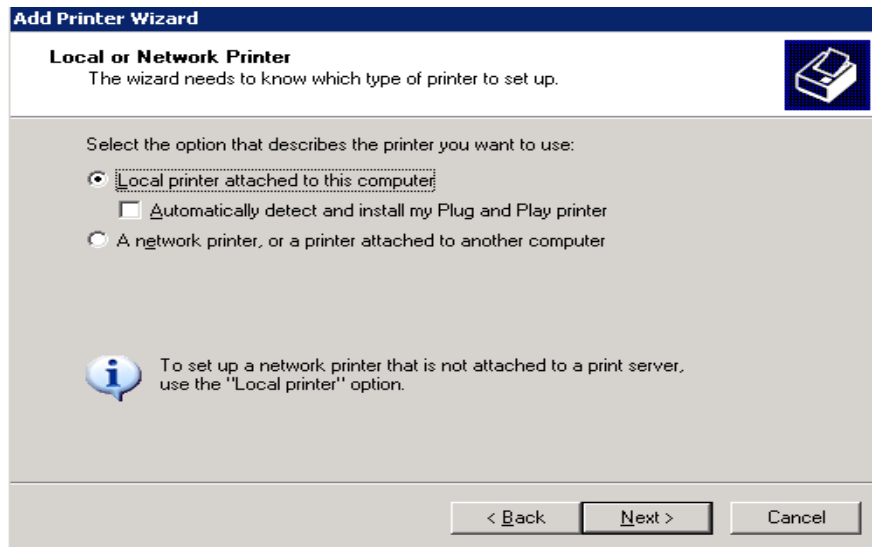 Add Printer Wizard
Local or Network Printer
The wizard needs to know which type of printer to set up.
Select the option that describes the printer you want to use:
Local printer attached to this computer
Automatically detect and install my Plug and Play printer
A network printer, or a printer attached to another computer
To set up a network printer that is not attached to a print server,
use the "Local printer" option.
< Back
Next >
Cancel